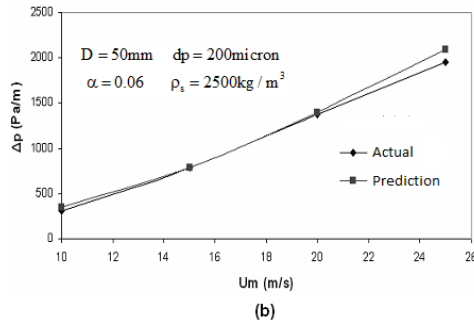 2500
2000
1500
1000
500
0
Δp (Pa/m)
D = 50mm dp = 200micron
α = 0.06 ρs = 2500kg / m³
Actual
Prediction
10 12 14 16 18 20 22 24 26
Um (m/s)
(b)